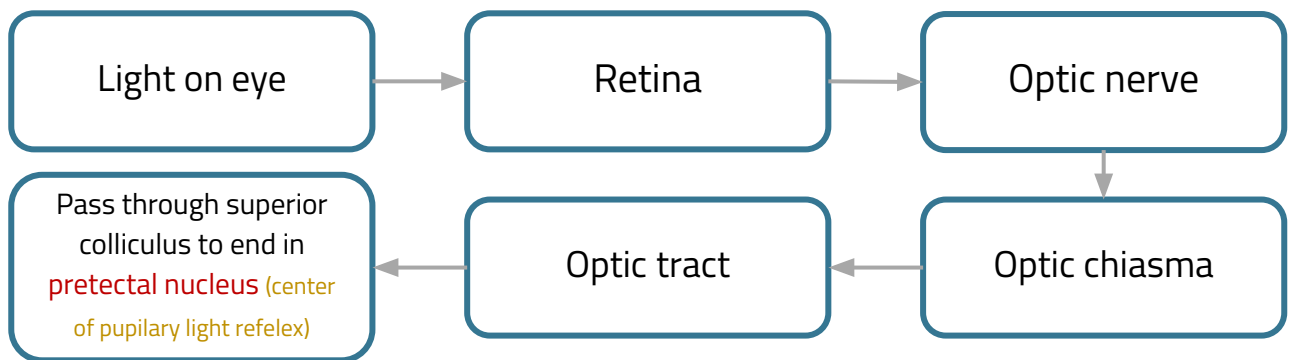 Light on eye
Retina
Optic nerve
Optic chiasma
Optic tract
Pass through superior
colliculus to end in
pretectal nucleus (center
of pupilary light refelex)